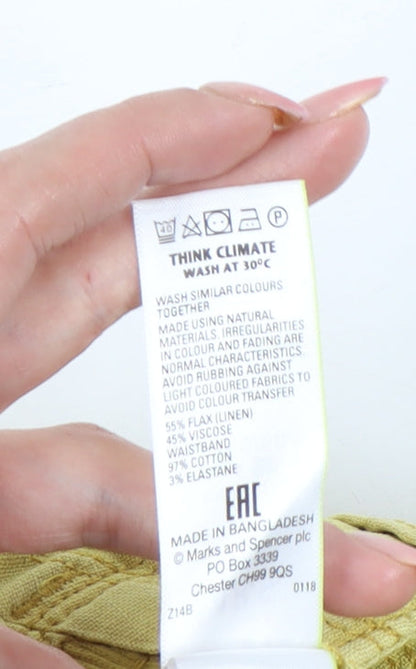 40 P
THINK CLIMATE
WASH AT 30°C
WASH SIMILAR COLOURS
TOGETHER
MADE USING NATURAL
MATERIALS, IRREGULARITIES
IN COLOUR AND FADING ARE
NORMAL CHARACTERISTICS.
AVOID RUBBING AGAINST
LIGHT COLOURED FABRICS TO
AVOID COLOUR TRANSFER
55% FLAX (LINEN)
45% VISCOSE
WAISTBAND
97% COTTON
3% ELASTANE
EAC
MADE IN BANGLADESH
© Marks and Spencer plc
PO Box 3339
Chester CH99 9QS
Z14B 0118